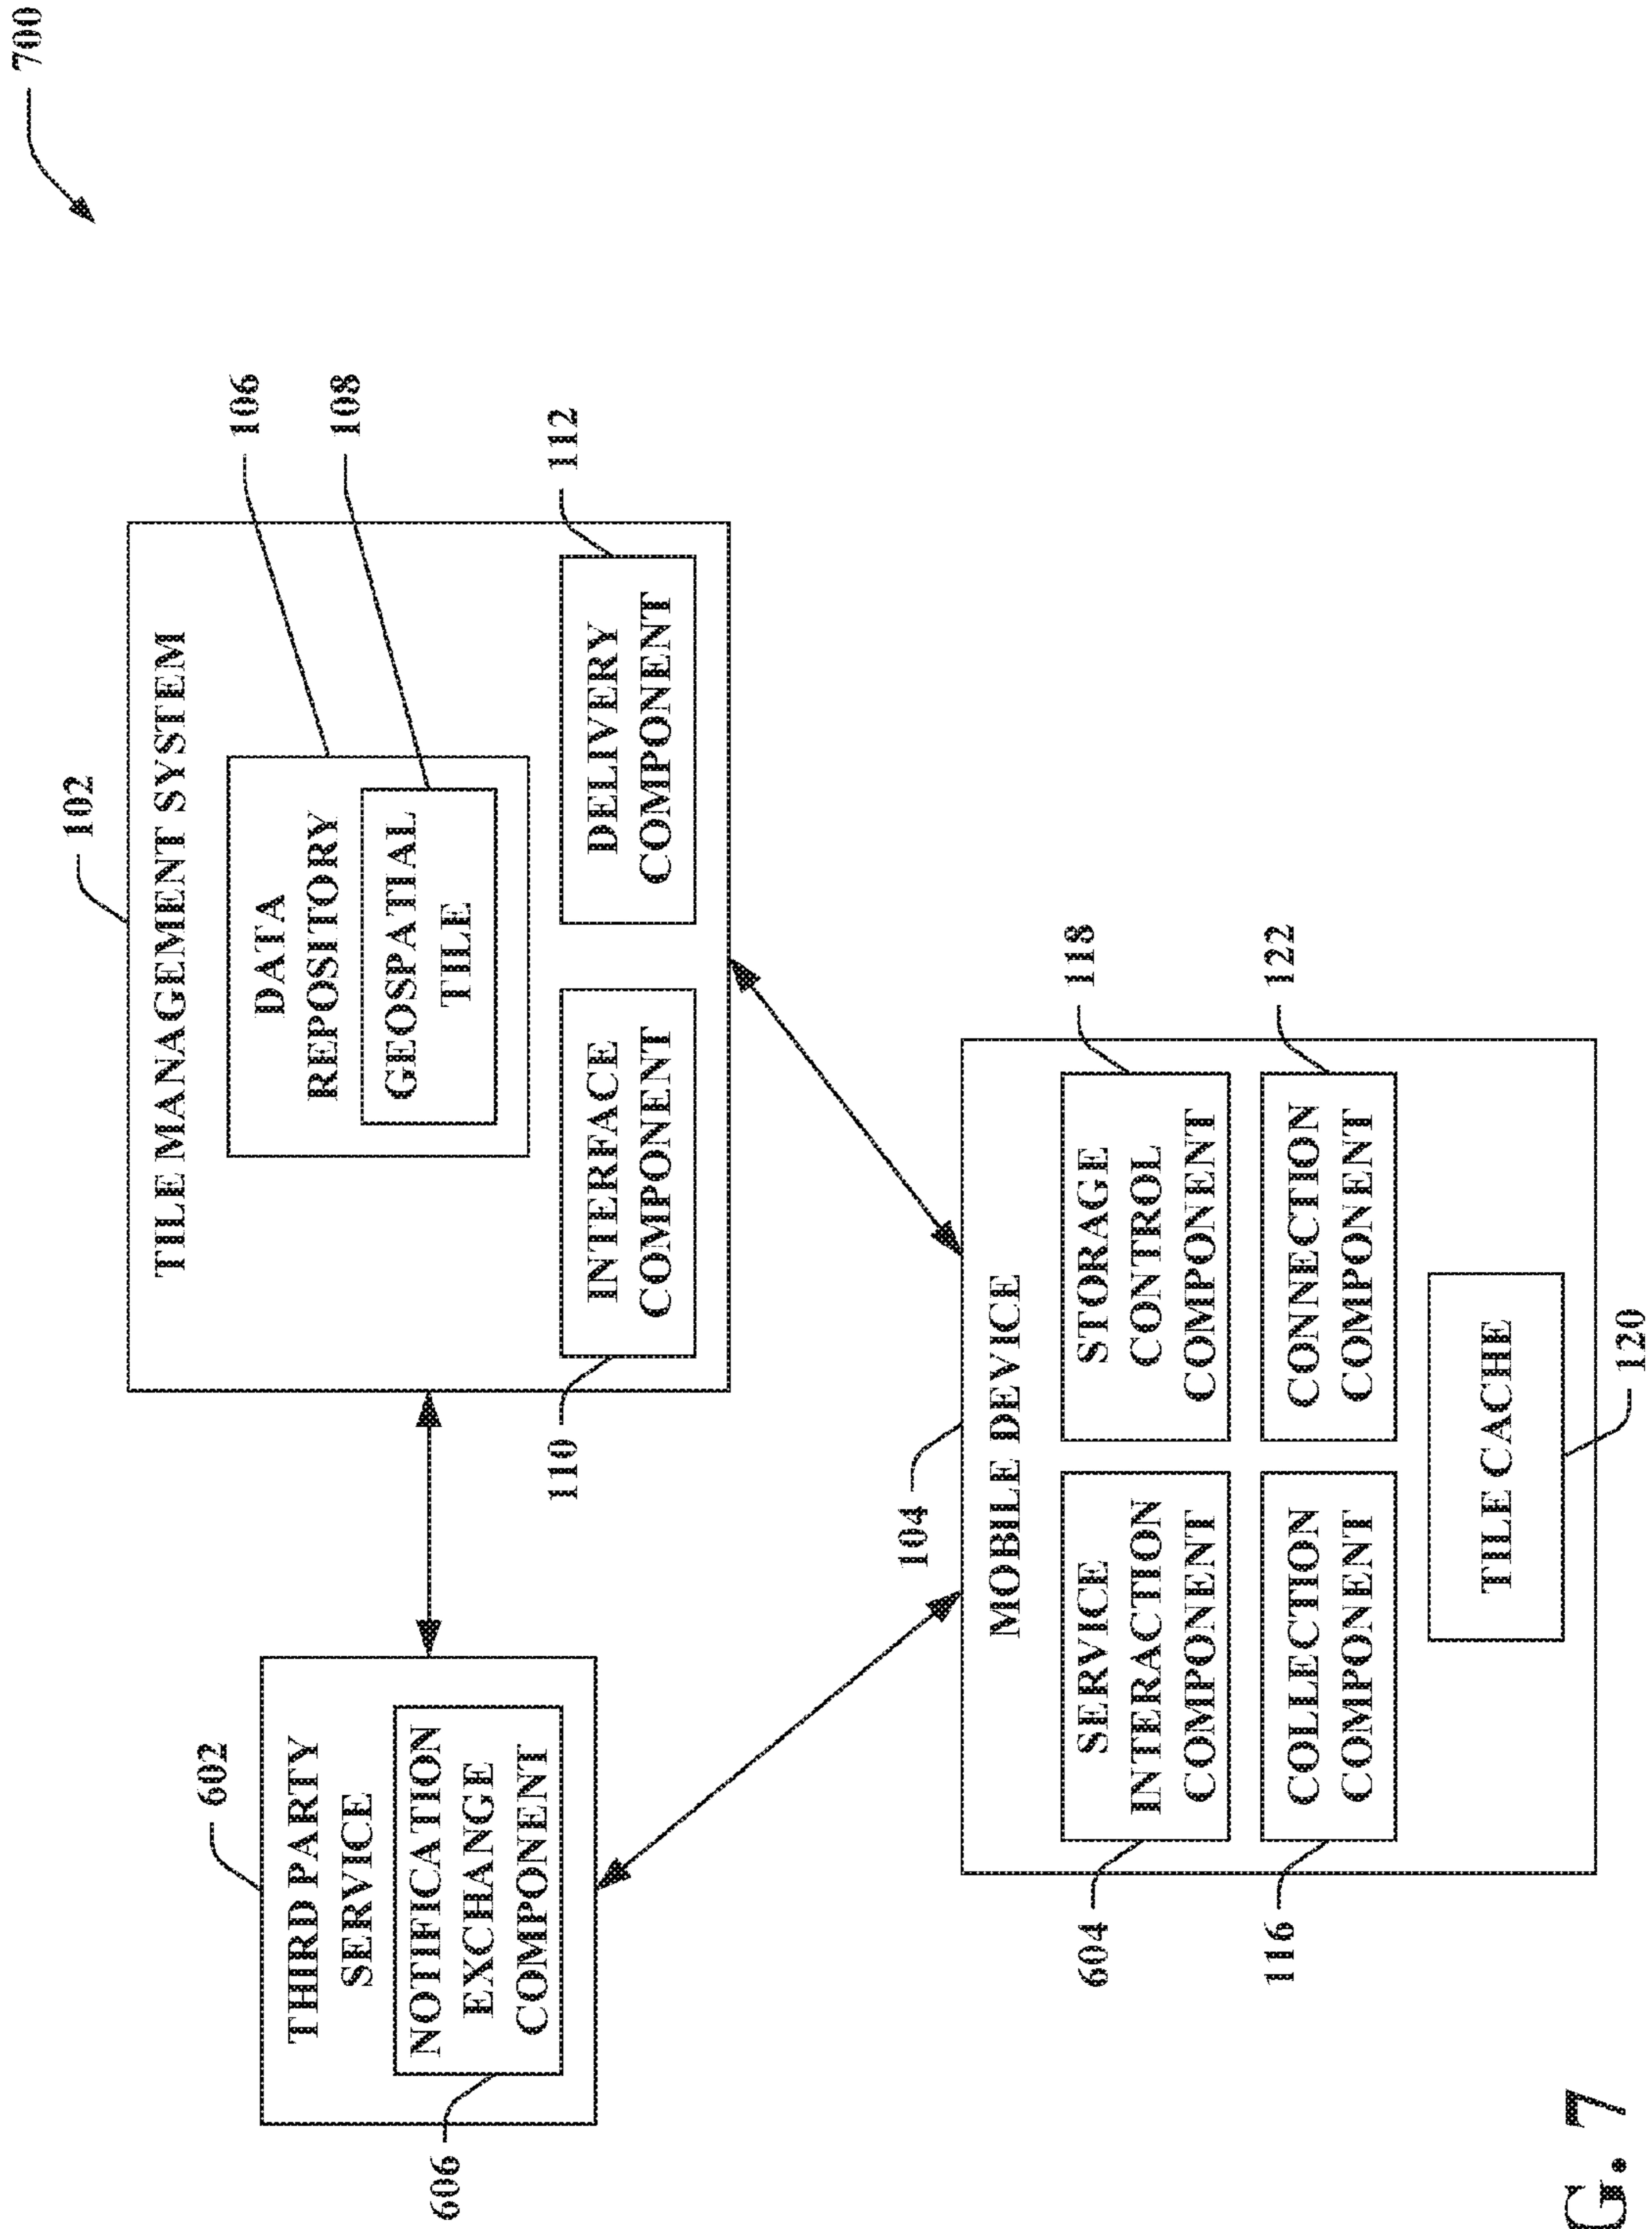 700
602
THIRD PARTY
SERVICE
NOTIFICATION
EXCHANGE
COMPONENT
606
102
TILE MANAGEMENT SYSTEM
DATA
REPOSITORY
GEOSPATIAL
TILE
106
108
INTERFACE
COMPONENT
110
DELIVERY
COMPONENT
112
104
MOBILE DEVICE
SERVICE
INTERACTION
COMPONENT
604
STORAGE
CONTROL
COMPONENT
118
COLLECTION
COMPONENT
116
CONNECTION
COMPONENT
122
TILE CACHE
120
G. 7